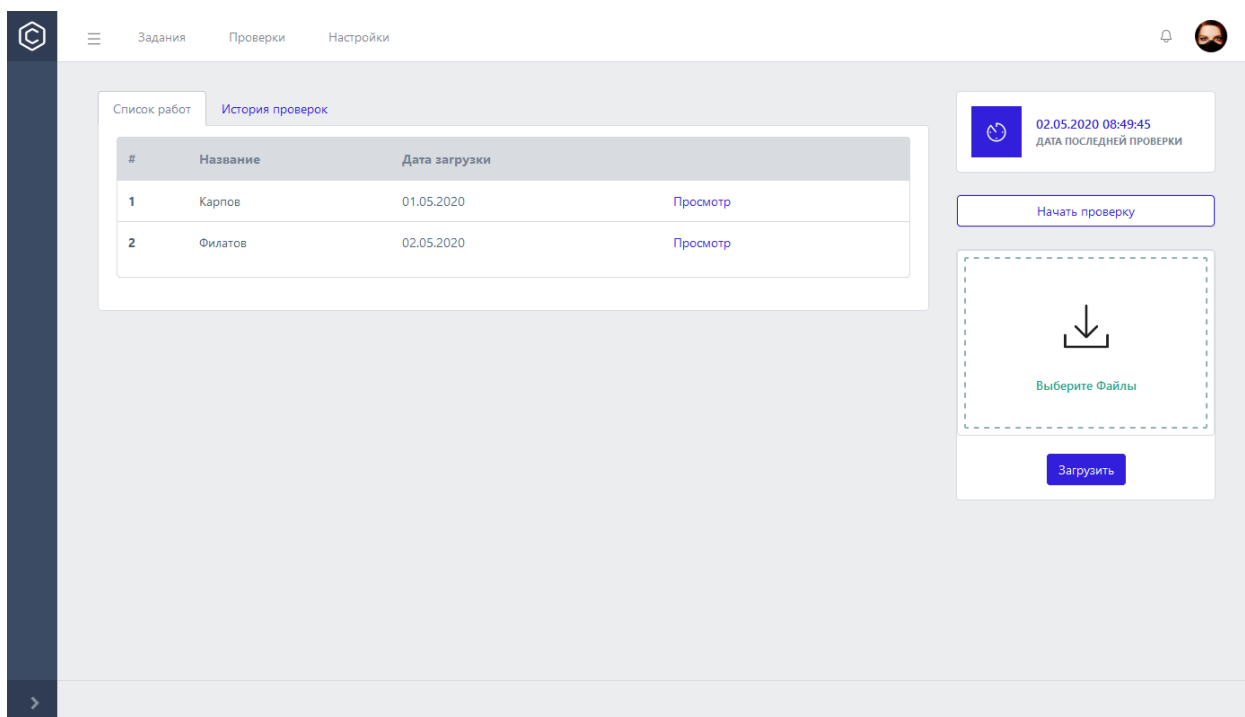 Задания Проверки Настройки
Список работ История проверок
# Название Дата загрузки
1 Карпов 01.05.2020 Просмотр
2 Филатов 02.05.2020 Просмотр
02.05.2020 08:49:45
ДАТА ПОСЛЕДНЕЙ ПРОВЕРКИ
Начать проверку
Выберите Файлы
Загрузить